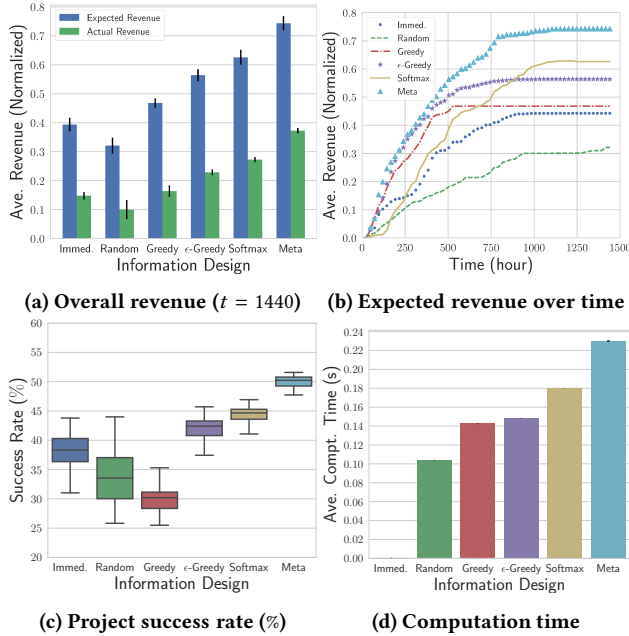 Expected Revenue
Actual Revenue
Ave. Revenue (Normalized)
0.8
0.7
0.6
0.5
0.4
0.3
0.2
0.1
0.0
Immed. Random Greedy ϵ-Greedy Softmax Meta
Information Design
(a) Overall revenue (t = 1440)
Immed.
Random
Greedy
ϵ-Greedy
Softmax
Meta
Ave. Revenue (Normalized)
0.8
0.7
0.6
0.5
0.4
0.3
0.2
0.1
0.0
0 250 500 750 1000 1250 1500
Time (hour)
(b) Expected revenue over time
Success Rate (%)
60
55
50
45
40
35
30
25
20
Immed. Random Greedy ϵ-Greedy Softmax Meta
Information Design
(c) Project success rate (%)
Ave. Compt. Time (s)
0.24
0.22
0.20
0.18
0.16
0.14
0.12
0.10
0.08
0.06
0.04
0.02
0.00
Immed. Random Greedy ϵ-Greedy Softmax Meta
Information Design
(d) Computation time